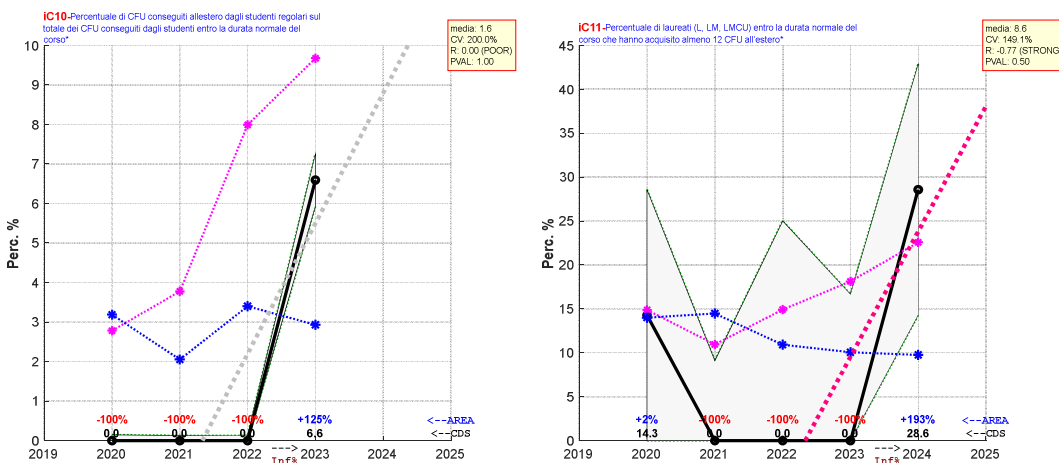 iC10-Percentuale di CFU conseguiti allestero dagli studenti regolari sul
totale dei CFU conseguiti dagli studenti entro la durata normale del
corso*
media: 1.6
CV: 200.0%
R: 0.00 (POOR)
PVAL: 1.00
Perc. %
10
9
8
7
6
5
4
3
2
1
0
-100% -100% -100% +125% <--AREA
0.0 0.0 0.0 6.6 <--CDS
2019 2020 2021 2022 2023 2024 2025
--->
Inf%
iC11-Percentuale di laureati (L, LM, LMCU) entro la durata normale del
corso che hanno acquisito almeno 12 CFU all'estero*
media: 8.6
CV: 149.1%
R: -0.77 (STRONG
PVAL: 0.50
Perc. %
45
40
35
30
25
20
15
10
5
0
+2% -100% -100% -100% +193% <--AREA
14.3 0.0 0.0 0.0 28.6 <--CDS
2019 2020 2021 2022 2023 2024 2025
--->
Inf%